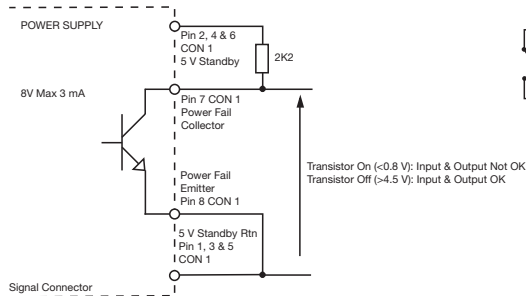 POWER SUPPLY
Pin 2, 4 & 6
CON 1
5 V Standby
2K2
8V Max 3 mA
Pin 7 CON 1
Power Fail
Collector
Transistor On (<0.8 V): Input & Output Not OK
Transistor Off (>4.5 V): Input & Output OK
Power Fail
Emitter
Pin 8 CON 1
5 V Standby Rtn
Pin 1, 3 & 5
CON 1
Signal Connector